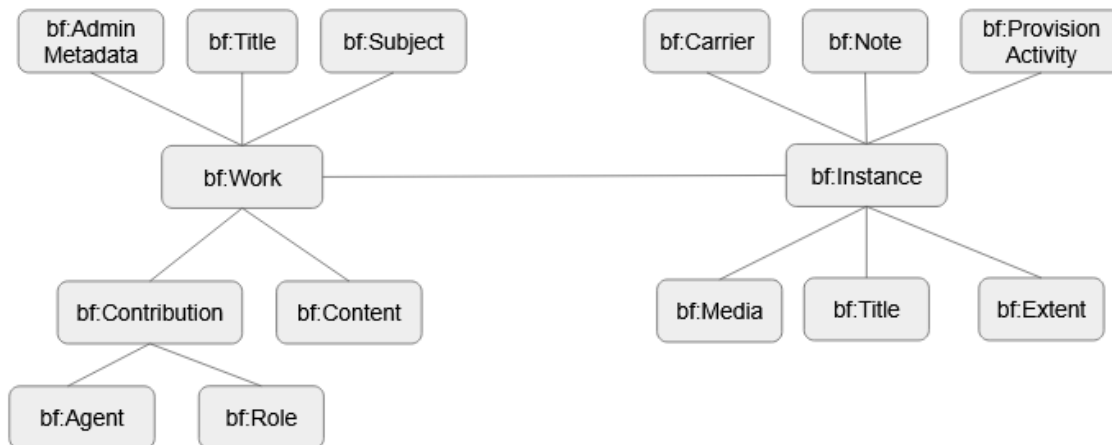 bf:Admin
Metadata
bf:Title
bf:Subject
bf:Carrier
bf:Note
bf:Provision
Activity
bf:Work
bf:Instance
bf:Contribution
bf:Content
bf:Media
bf:Title
bf:Extent
bf:Agent
bf:Role